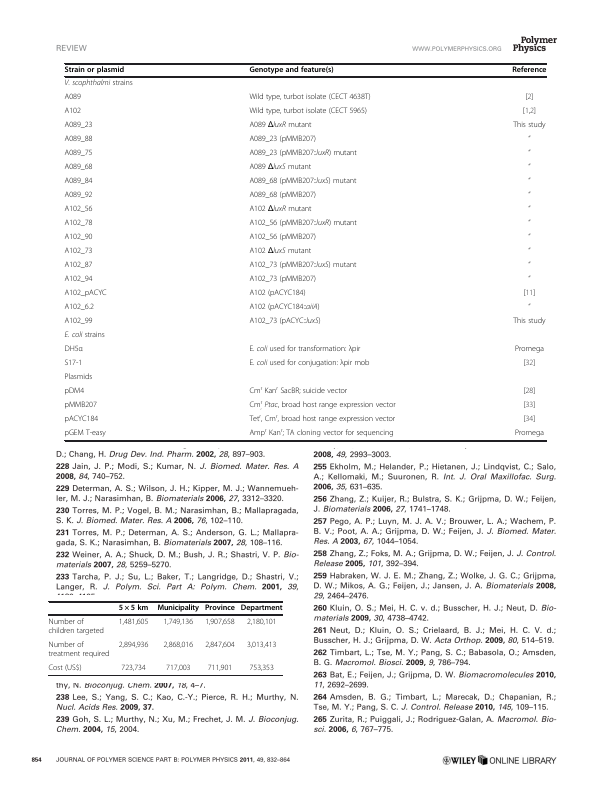 REVIEW
WWW.POLYMERPHYSICS.ORG
Polymer
Physics
Strain or plasmid Genotype and feature(s) Reference
V. scophthalmi strains
A089 Wild type, turbot isolate (CECT 4638T) [2]
A102 Wild type, turbot isolate (CECT 5965) [1,2]
A089_23 A089 ΔluxR mutant This study
A089_88 A089_23 (pMMB207) "
A089_75 A089_23 (pMMB207::luxR) mutant "
A089_68 A089 ΔluxS mutant "
A089_84 A089_68 (pMMB207::luxS) mutant "
A089_92 A089_68 (pMMB207) "
A102_56 A102 ΔluxR mutant "
A102_78 A102_56 (pMMB207::luxR) mutant "
A102_90 A102_56 (pMMB207) "
A102_73 A102 ΔluxS mutant "
A102_87 A102_73 (pMMB207::luxS) mutant "
A102_94 A102_73 (pMMB207) "
A102_pACYC A102 (pACYC184) [11]
A102_6.2 A102 (pACYC184::aiiA) "
A102_99 A102_73 (pACYC::luxS) This study
E. coli strains
DH5α E. coli used for transformation: λpir Promega
S17-1 E. coli used for conjugation: λpir mob [32]
Plasmids
pDM4 Cmʳ Kanʳ SacBR; suicide vector [28]
pMMB207 Cmʳ Ptac, broad host range expression vector [33]
pACYC184 Tetʳ, Cmʳ, broad host range expression vector [34]
pGEM T-easy Ampʳ Kanʳ; TA cloning vector for sequencing Promega
D.; Chang, H. Drug Dev. Ind. Pharm. 2002, 28, 897–903.
228 Jain, J. P.; Modi, S.; Kumar, N. J. Biomed. Mater. Res. A
2008, 84, 740–752.
229 Determan, A. S.; Wilson, J. H.; Kipper, M. J.; Wannemueh-
ler, M. J.; Narasimhan, B. Biomaterials 2006, 27, 3312–3320.
230 Torres, M. P.; Vogel, B. M.; Narasimhan, B.; Mallapragada,
S. K. J. Biomed. Mater. Res. A 2006, 76, 102–110.
231 Torres, M. P.; Determan, A. S.; Anderson, G. L.; Mallapra-
gada, S. K.; Narasimhan, B. Biomaterials 2007, 28, 108–116.
232 Weiner, A. A.; Shuck, D. M.; Bush, J. R.; Shastri, V. P. Bio-
materials 2007, 28, 5259–5270.
233 Tarcha, P. J.; Su, L.; Baker, T.; Langridge, D.; Shastri, V.;
Langer, R. J. Polym. Sci. Part A: Polym. Chem. 2001, 39,
5 × 5 km Municipality Province Department
Number of
children targeted 1,481,605 1,749,136 1,907,658 2,180,101
Number of
treatment required 2,894,936 2,868,016 2,847,604 3,013,413
Cost (US$) 723,734 717,003 711,901 753,353
thy, N. Bioconjug. Chem. 2007, 18, 4–7.
238 Lee, S.; Yang, S. C.; Kao, C.-Y.; Pierce, R. H.; Murthy, N.
Nucl. Acids Res. 2009, 37.
239 Goh, S. L.; Murthy, N.; Xu, M.; Frechet, J. M. J. Bioconjug.
Chem. 2004, 15, 2004.
2008, 49, 2993–3003.
255 Ekholm, M.; Helander, P.; Hietanen, J.; Lindqvist, C.; Salo,
A.; Kellomaki, M.; Suuronen, R. Int. J. Oral Maxillofac. Surg.
2006, 35, 631–635.
256 Zhang, Z.; Kuijer, R.; Bulstra, S. K.; Grijpma, D. W.; Feijen,
J. Biomaterials 2006, 27, 1741–1748.
257 Pego, A. P.; Luyn, M. J. A. V.; Brouwer, L. A.; Wachem, P.
B. V.; Poot, A. A.; Grijpma, D. W.; Feijen, J. J. Biomed. Mater.
Res. A 2003, 67, 1044–1054.
258 Zhang, Z.; Foks, M. A.; Grijpma, D. W.; Feijen, J. J. Control.
Release 2005, 101, 392–394.
259 Habraken, W. J. E. M.; Zhang, Z.; Wolke, J. G. C.; Grijpma,
D. W.; Mikos, A. G.; Feijen, J.; Jansen, J. A. Biomaterials 2008,
29, 2464–2476.
260 Kluin, O. S.; Mei, H. C. v. d.; Busscher, H. J.; Neut, D. Bio-
materials 2009, 30, 4738–4742.
261 Neut, D.; Kluin, O. S.; Crielaard, B. J.; Mei, H. C. V. d.;
Busscher, H. J.; Grijpma, D. W. Acta Orthop. 2009, 80, 514–519.
262 Timbart, L.; Tse, M. Y.; Pang, S. C.; Babasola, O.; Amsden,
B. G. Macromol. Biosci. 2009, 9, 786–794.
263 Bat, E.; Feijen, J.; Grijpma, D. W. Biomacromolecules 2010,
11, 2692–2699.
264 Amsden, B. G.; Timbart, L.; Marecak, D.; Chapanian, R.;
Tse, M. Y.; Pang, S. C. J. Control. Release 2010, 145, 109–115.
265 Zurita, R.; Puiggali, J.; Rodriguez-Galan, A. Macromol. Bio-
sci. 2006, 6, 767–775.
854 JOURNAL OF POLYMER SCIENCE PART B: POLYMER PHYSICS 2011, 49, 832–864
WILEY ONLINE LIBRARY